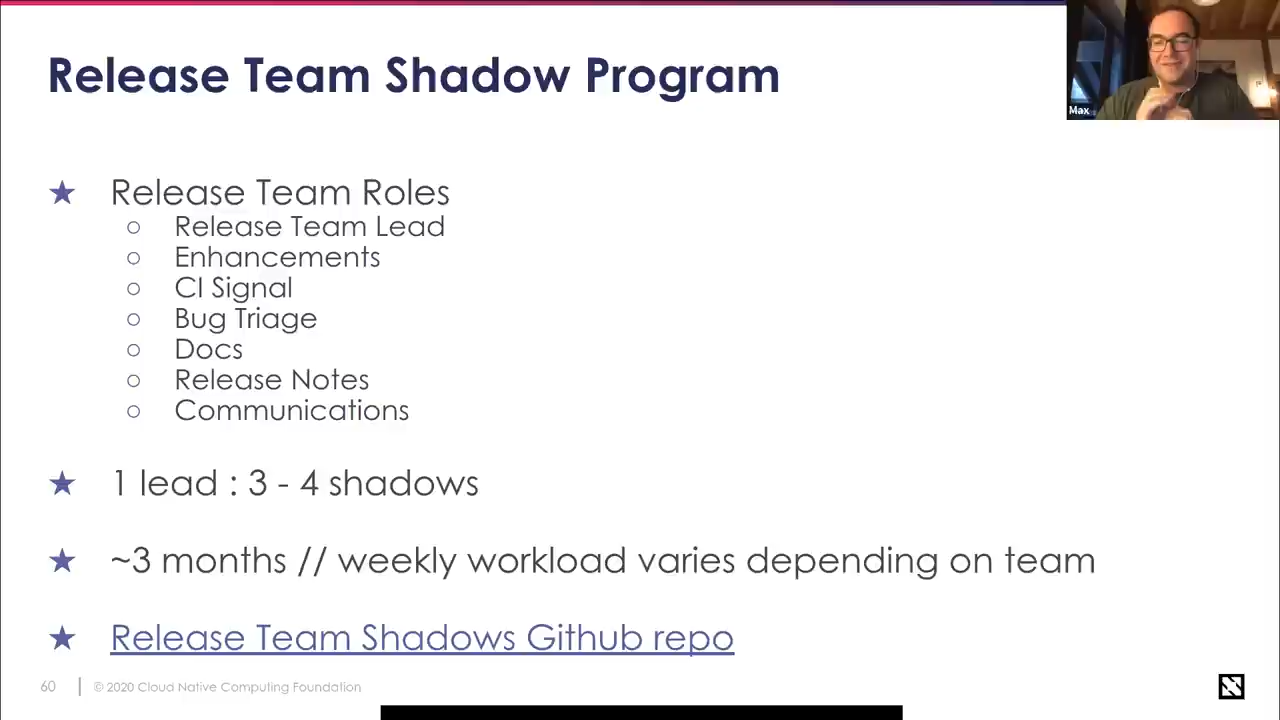 Release Team Shadow Program
Max
★ Release Team Roles
○ Release Team Lead
○ Enhancements
○ CI Signal
○ Bug Triage
○ Docs
○ Release Notes
○ Communications
★ 1 lead : 3 - 4 shadows
★ ~3 months // weekly workload varies depending on team
★ Release Team Shadows Github repo
60 | © 2020 Cloud Native Computing Foundation